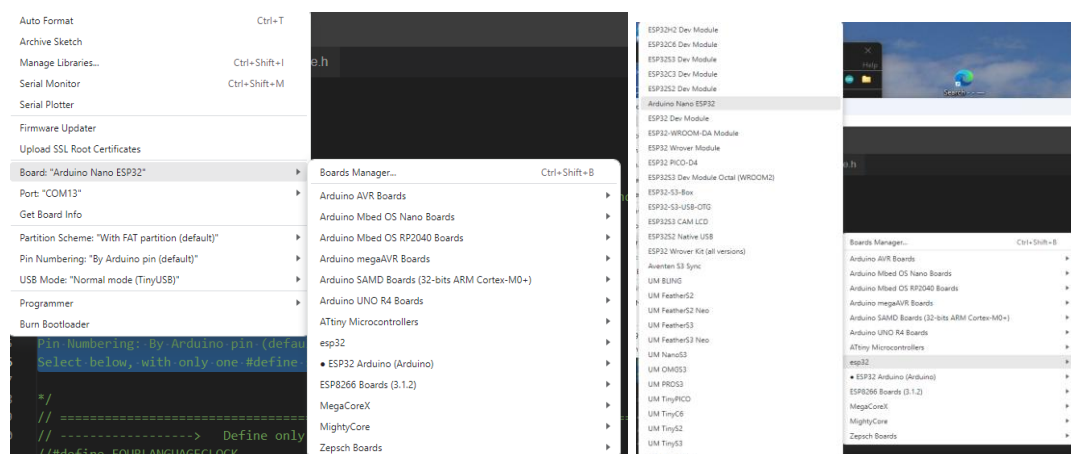 Auto Format Ctrl+T
Archive Sketch
Manage Libraries... Ctrl+Shift+I
Serial Monitor Ctrl+Shift+M
Serial Plotter
Firmware Updater
Upload SSL Root Certificates
Board: "Arduino Nano ESP32"
Port: "COM13"
Get Board Info
Partition Scheme: "With FAT partition (default)"
Pin Numbering: "By Arduino pin (default)"
USB Mode: "Normal mode (TinyUSB)"
Programmer
Burn Bootloader
e.h
Boards Manager... Ctrl+Shift+B
Arduino AVR Boards
Arduino Mbed OS Nano Boards
Arduino Mbed OS RP2040 Boards
Arduino megaAVR Boards
Arduino SAMD Boards (32-bits ARM Cortex-M0+)
Arduino UNO R4 Boards
ATtiny Microcontrollers
esp32
● ESP32 Arduino (Arduino)
ESP8266 Boards (3.1.2)
MegaCoreX
MightyCore
Zepsch Boards
Pin Numbering: By Arduino pin (defau
Select below, with only one #define
*/
// ==================================
// ------------------> Define only
//#define FOURLANGUAGECLOCK
ESP32H2 Dev Module
ESP32C6 Dev Module
ESP32S3 Dev Module
ESP32C3 Dev Module
ESP32S2 Dev Module
Arduino Nano ESP32
ESP32 Dev Module
ESP32-WROOM-DA Module
ESP32 Wrover Module
ESP32 PICO-D4
ESP32S3 Dev Module Octal (WROOM2)
ESP32-S3-Box
ESP32-S3-USB-OTG
ESP32S3 CAM LCD
ESP32S2 Native USB
ESP32 Wrover Kit (all versions)
Aventen S3 Sync
UM BLING
UM FeatherS2
UM FeatherS2 Neo
UM FeatherS3
UM FeatherS3 Neo
UM NanoS3
UM OMGS3
UM PROS3
UM TinyPICO
UM TinyC6
UM TinyS2
UM TinyS3
Help
e.h
Boards Manager... Ctrl+Shift+B
Arduino AVR Boards
Arduino Mbed OS Nano Boards
Arduino Mbed OS RP2040 Boards
Arduino megaAVR Boards
Arduino SAMD Boards (32-bits ARM Cortex-M0+)
Arduino UNO R4 Boards
ATtiny Microcontrollers
esp32
● ESP32 Arduino (Arduino)
ESP8266 Boards (3.1.2)
MegaCoreX
MightyCore
Zepsch Boards